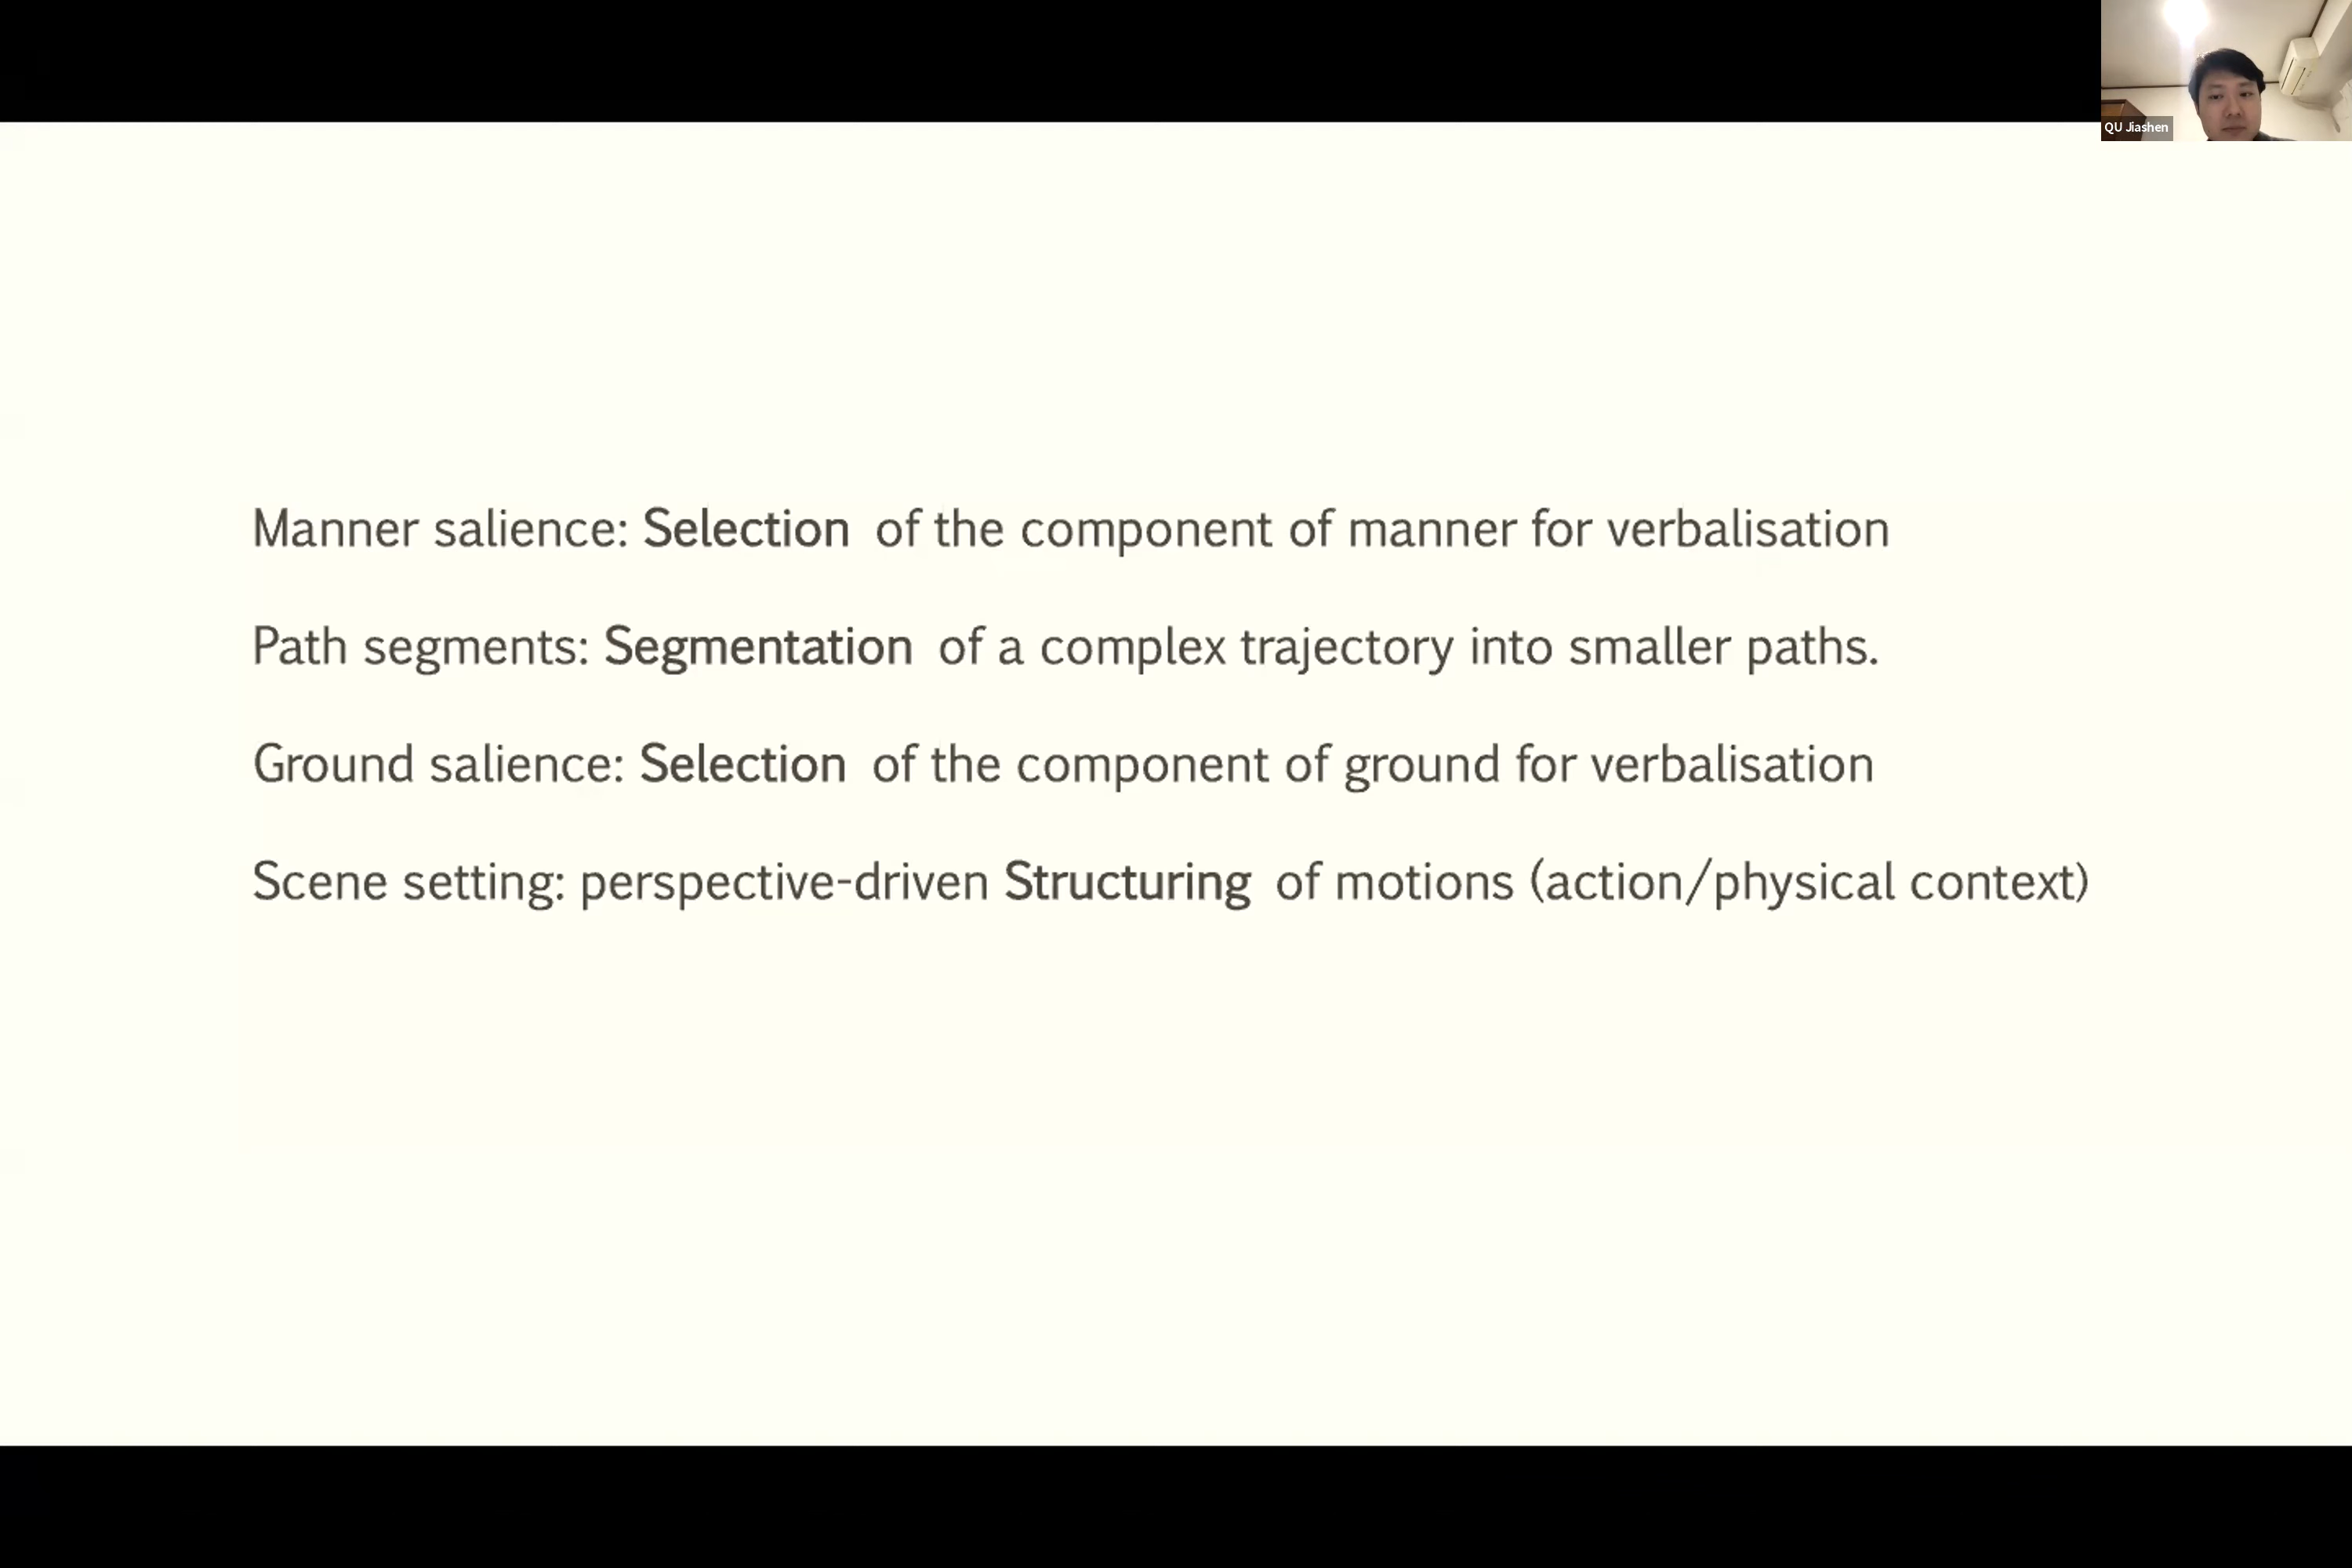 QU Jiashen
Manner salience: Selection of the component of manner for verbalisation
Path segments: Segmentation of a complex trajectory into smaller paths.
Ground salience: Selection of the component of ground for verbalisation
Scene setting: perspective-driven Structuring of motions (action/physical context)